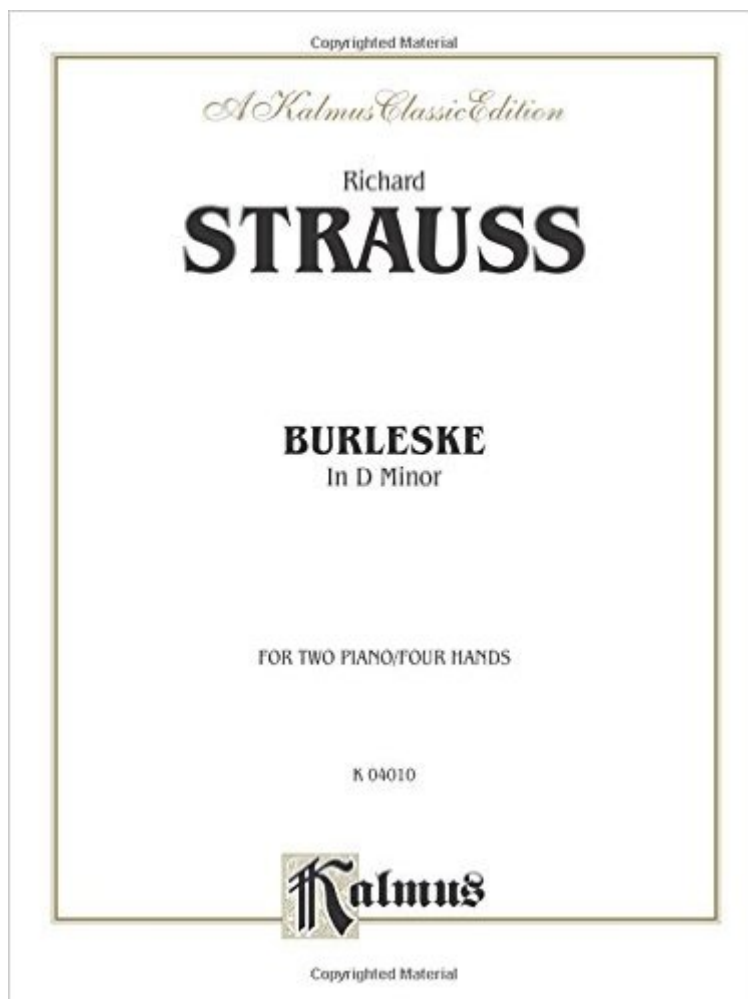 Copyrighted Material
A Kalmus Classic Edition
Richard
STRAUSS
BURLESKE
In D Minor
FOR TWO PIANO/FOUR HANDS
K 04010
Kalmus
Copyrighted Material